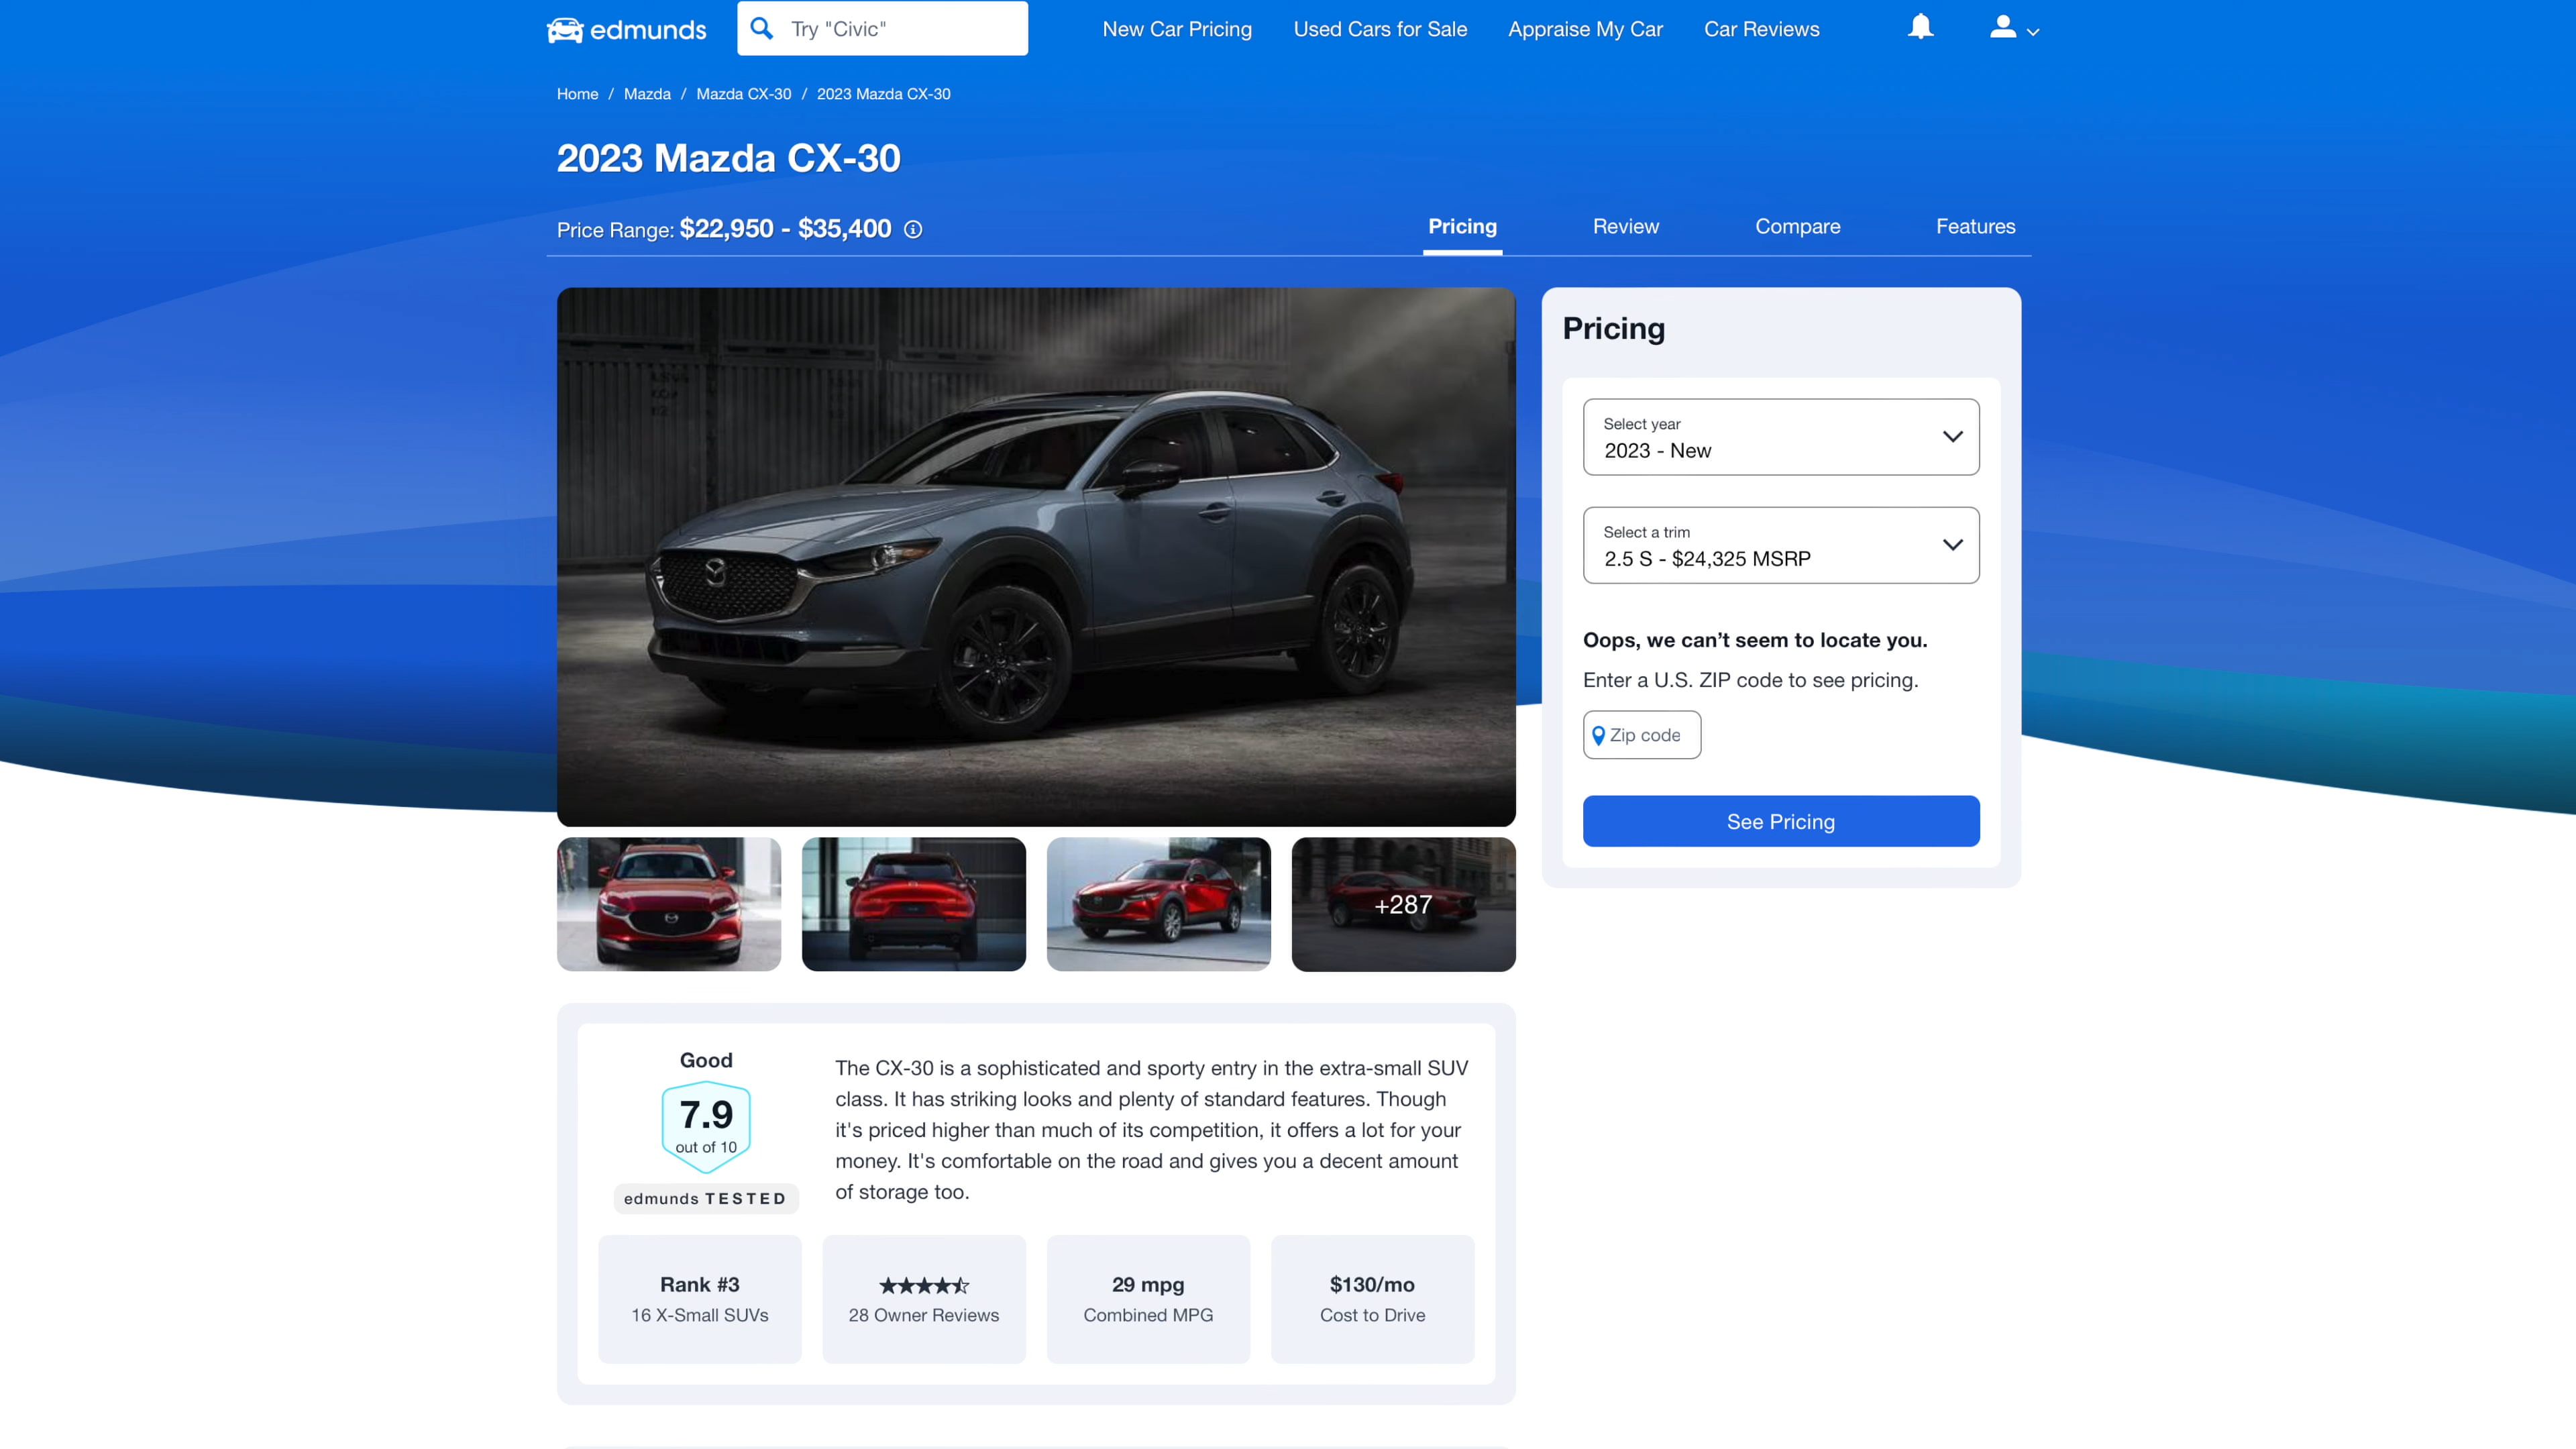 edmunds
Try "Civic"
New Car Pricing
Used Cars for Sale
Appraise My Car
Car Reviews
Home / Mazda / Mazda CX-30 / 2023 Mazda CX-30
2023 Mazda CX-30
Price Range: $22,950 - $35,400
Pricing
Review
Compare
Features
Pricing
Select year
2023 - New
Select a trim
2.5 S - $24,325 MSRP
Oops, we can’t seem to locate you.
Enter a U.S. ZIP code to see pricing.
Zip code
See Pricing
+287
Good
7.9
out of 10
edmunds TESTED
The CX-30 is a sophisticated and sporty entry in the extra-small SUV
class. It has striking looks and plenty of standard features. Though
it's priced higher than much of its competition, it offers a lot for your
money. It's comfortable on the road and gives you a decent amount
of storage too.
Rank #3
16 X-Small SUVs
28 Owner Reviews
29 mpg
Combined MPG
$130/mo
Cost to Drive